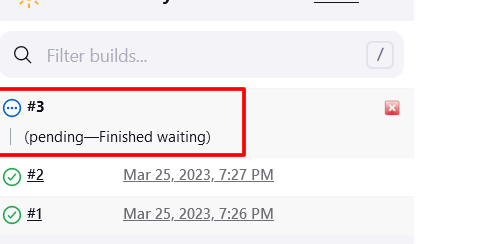 Filter builds...
/
#3
(pending—Finished waiting)
#2 Mar 25, 2023, 7:27 PM
#1 Mar 25, 2023, 7:26 PM